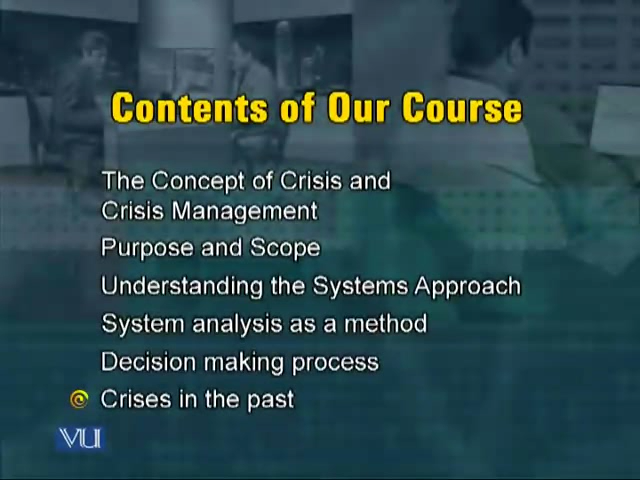 Contents of Our Course
The Concept of Crisis and
Crisis Management
Purpose and Scope
Understanding the Systems Approach
System analysis as a method
Decision making process
Crises in the past
VU